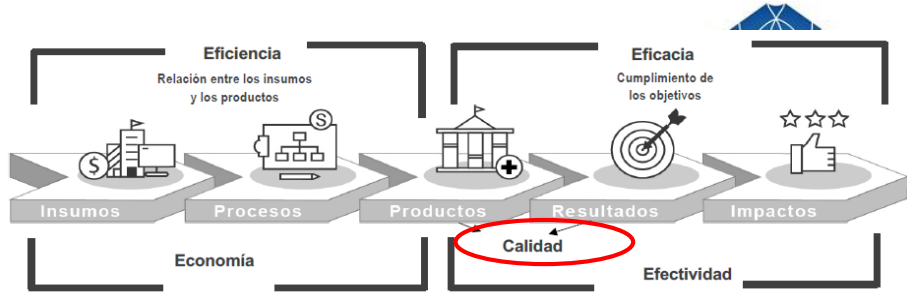 Eficiencia
Relación entre los insumos
y los productos
Eficacia
Cumplimiento de
los objetivos
$
S
Insumos
Procesos
Productos
Resultados
Impactos
Calidad
Economía
Efectividad